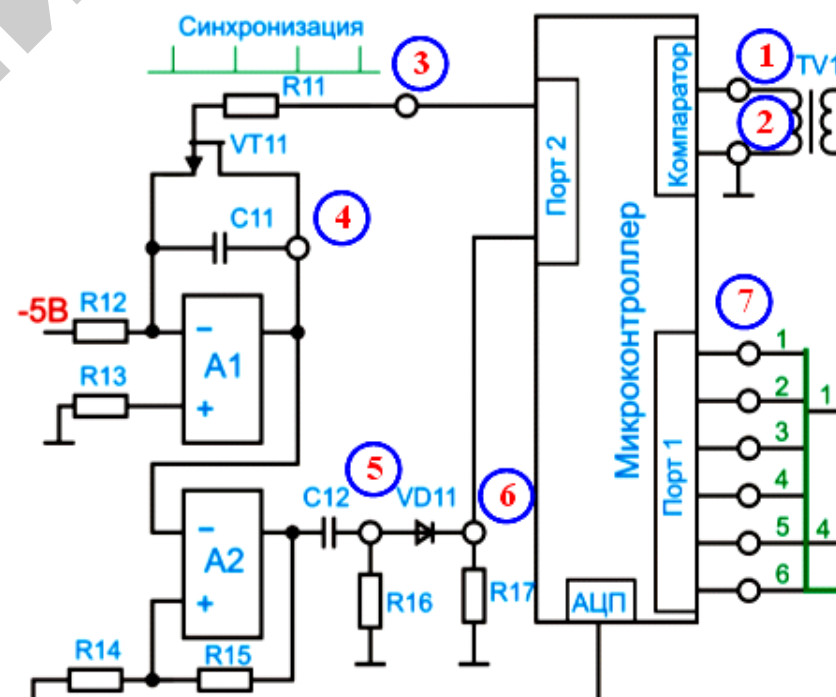 Синхронизация
3
1
TV1
R11
2
VT11
Компаратор
Порт 2
C11
4
-5В
R12
7
A1
−
+
R13
Микроконтроллер
Порт 1
1
2
1
3
4
5
4
6
5
6
C12
VD11
A2
−
+
R16
R17
АЦП
R14
R15